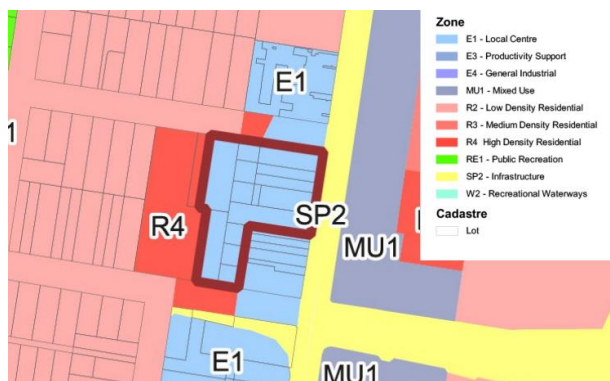 Zone
E1 - Local Centre
E3 - Productivity Support
E4 - General Industrial
MU1 - Mixed Use
R2 - Low Density Residential
R3 - Medium Density Residential
R4 High Density Residential
RE1 - Public Recreation
SP2 - Infrastructure
W2 - Recreational Waterways
Cadastre
Lot
E1
1
SP2
R4
MU1
E1
MU1